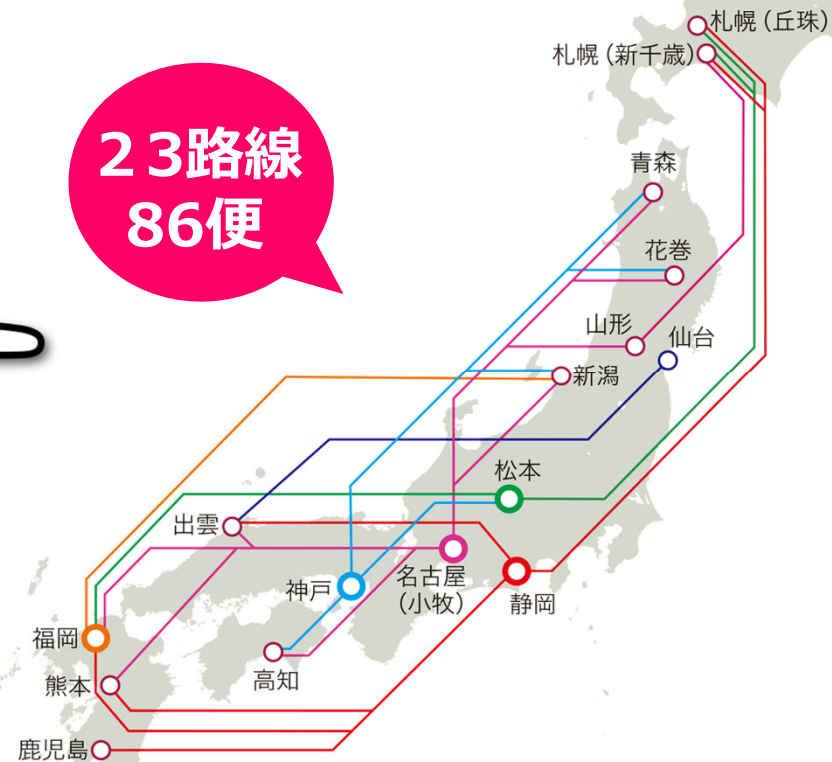 札幌（丘珠）
札幌（新千歳）
２３路線
86便
青森
花巻
山形
仙台
新潟
松本
出雲
名古屋
（小牧）
神戸
静岡
福岡
高知
熊本
鹿児島